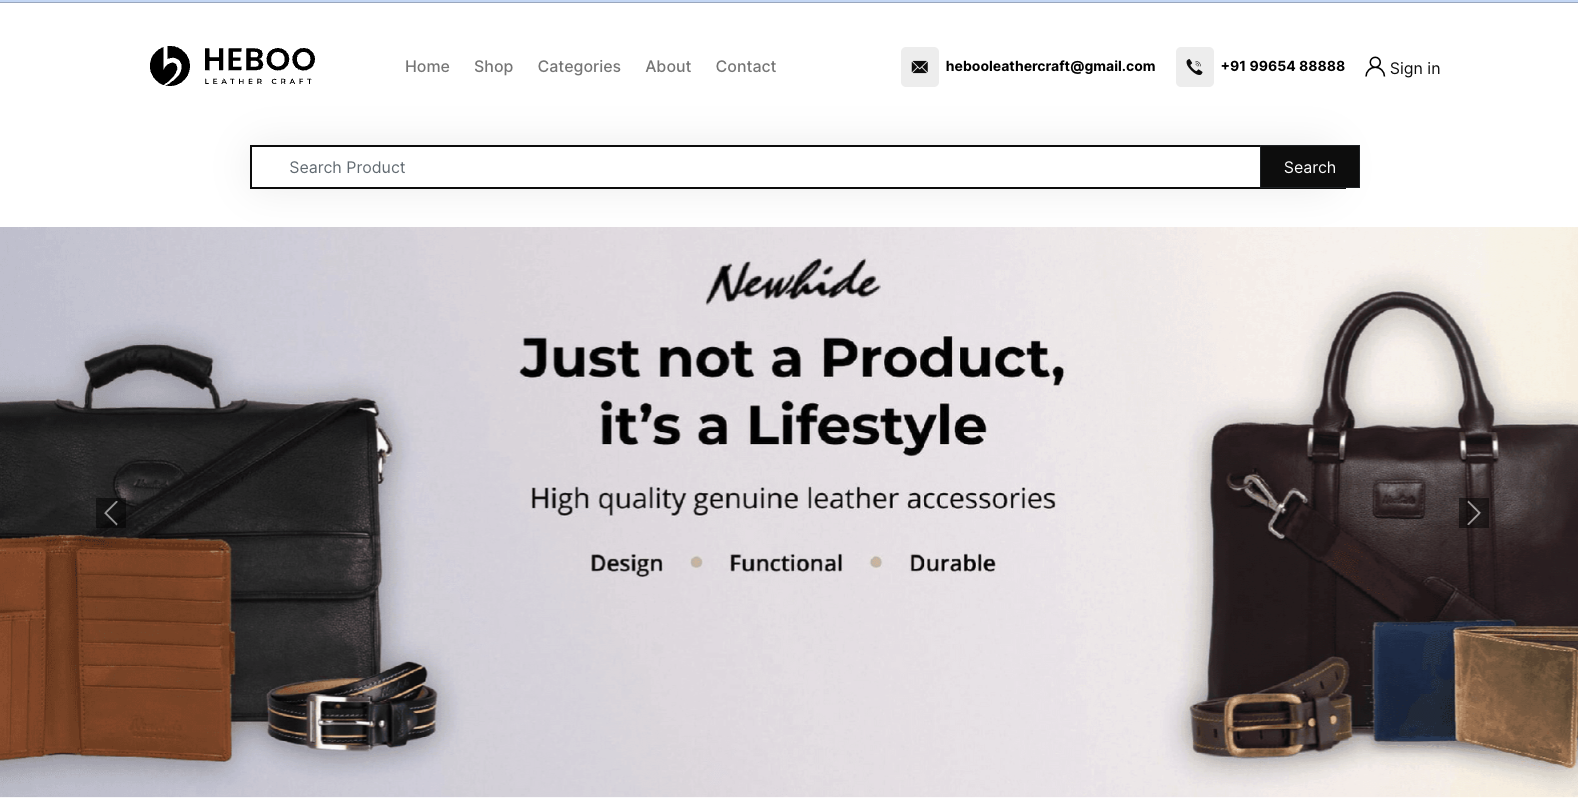 HEBOO
LEATHER CRAFT
Home
Shop
Categories
About
Contact
hebooleathercraft@gmail.com
+91 99654 88888
Sign in
Search Product
Search
Newhide
Just not a Product,
it's a Lifestyle
High quality genuine leather accessories
Design • Functional • Durable